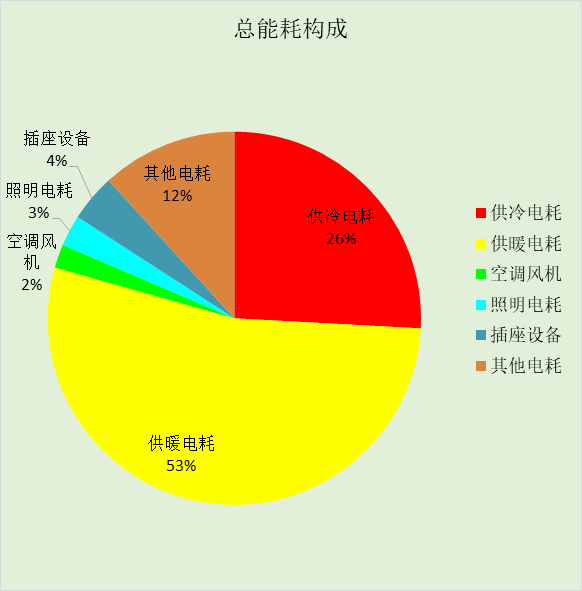 总能耗构成
供冷电耗
26%
供暖电耗
53%
空调风
机
2%
照明电耗
3%
插座设备
4%
其他电耗
12%
供冷电耗
供暖电耗
空调风机
照明电耗
插座设备
其他电耗